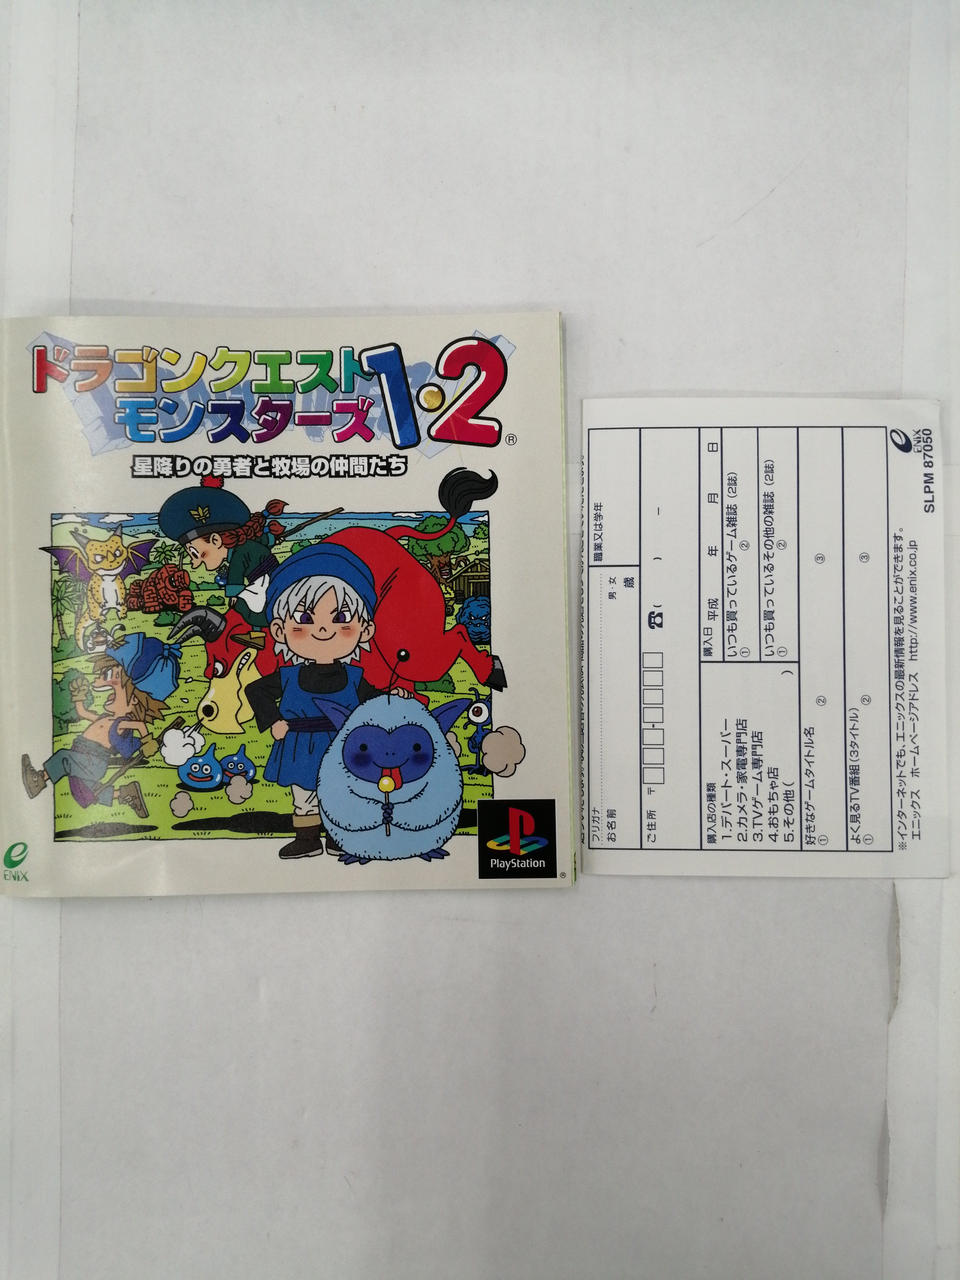 ドラゴンクエスト
モンスターズ1・2
®
星降りの勇者と牧場の仲間たち
ENIX
PlayStation
®
フリガナ
お名前
男・女
歳
職業又は学年
ご住所 〒
☎( ) −
購入店の種類
1.デパート・スーパー
2.カメラ・家電専門店
3.TVゲーム専門店
4.おもちゃ店
5.その他( )
購入日 平成 年 月 日
いつも買っているゲーム雑誌(2誌)
① ②
いつも買っているその他の雑誌(2誌)
① ②
好きなゲームタイトル名
① ② ③
よく見るTV番組(3タイトル)
① ② ③
※インターネットでも、エニックスの最新情報を見ることができます。
エニックス ホームページアドレス http://www.enix.co.jp
ENIX
SLPM 87050